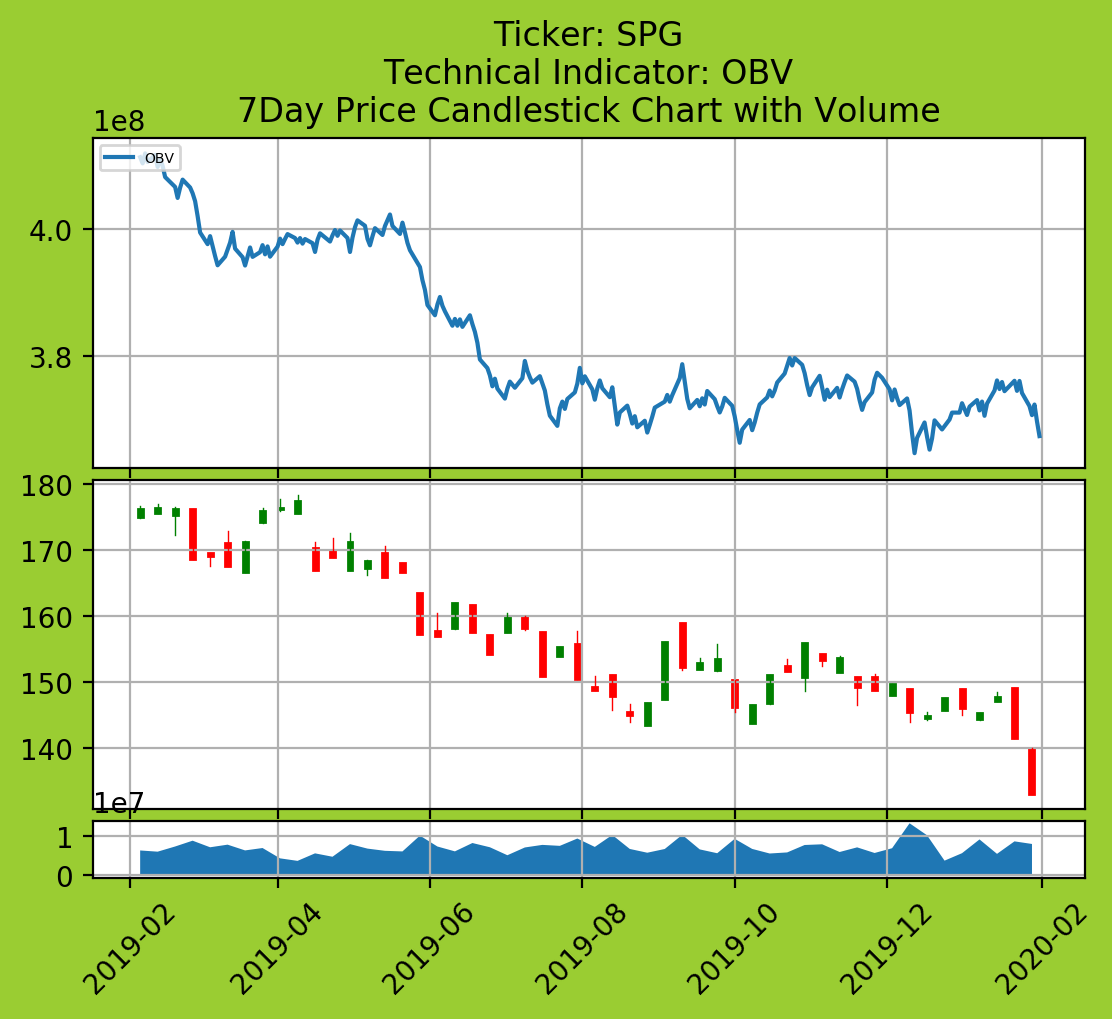 Ticker: SPG
Technical Indicator: OBV
7Day Price Candlestick Chart with Volume
1e8
OBV
4.0
3.8
180
170
160
150
140
1e7
1
0
2019-02
2019-04
2019-06
2019-08
2019-10
2019-12
2020-02